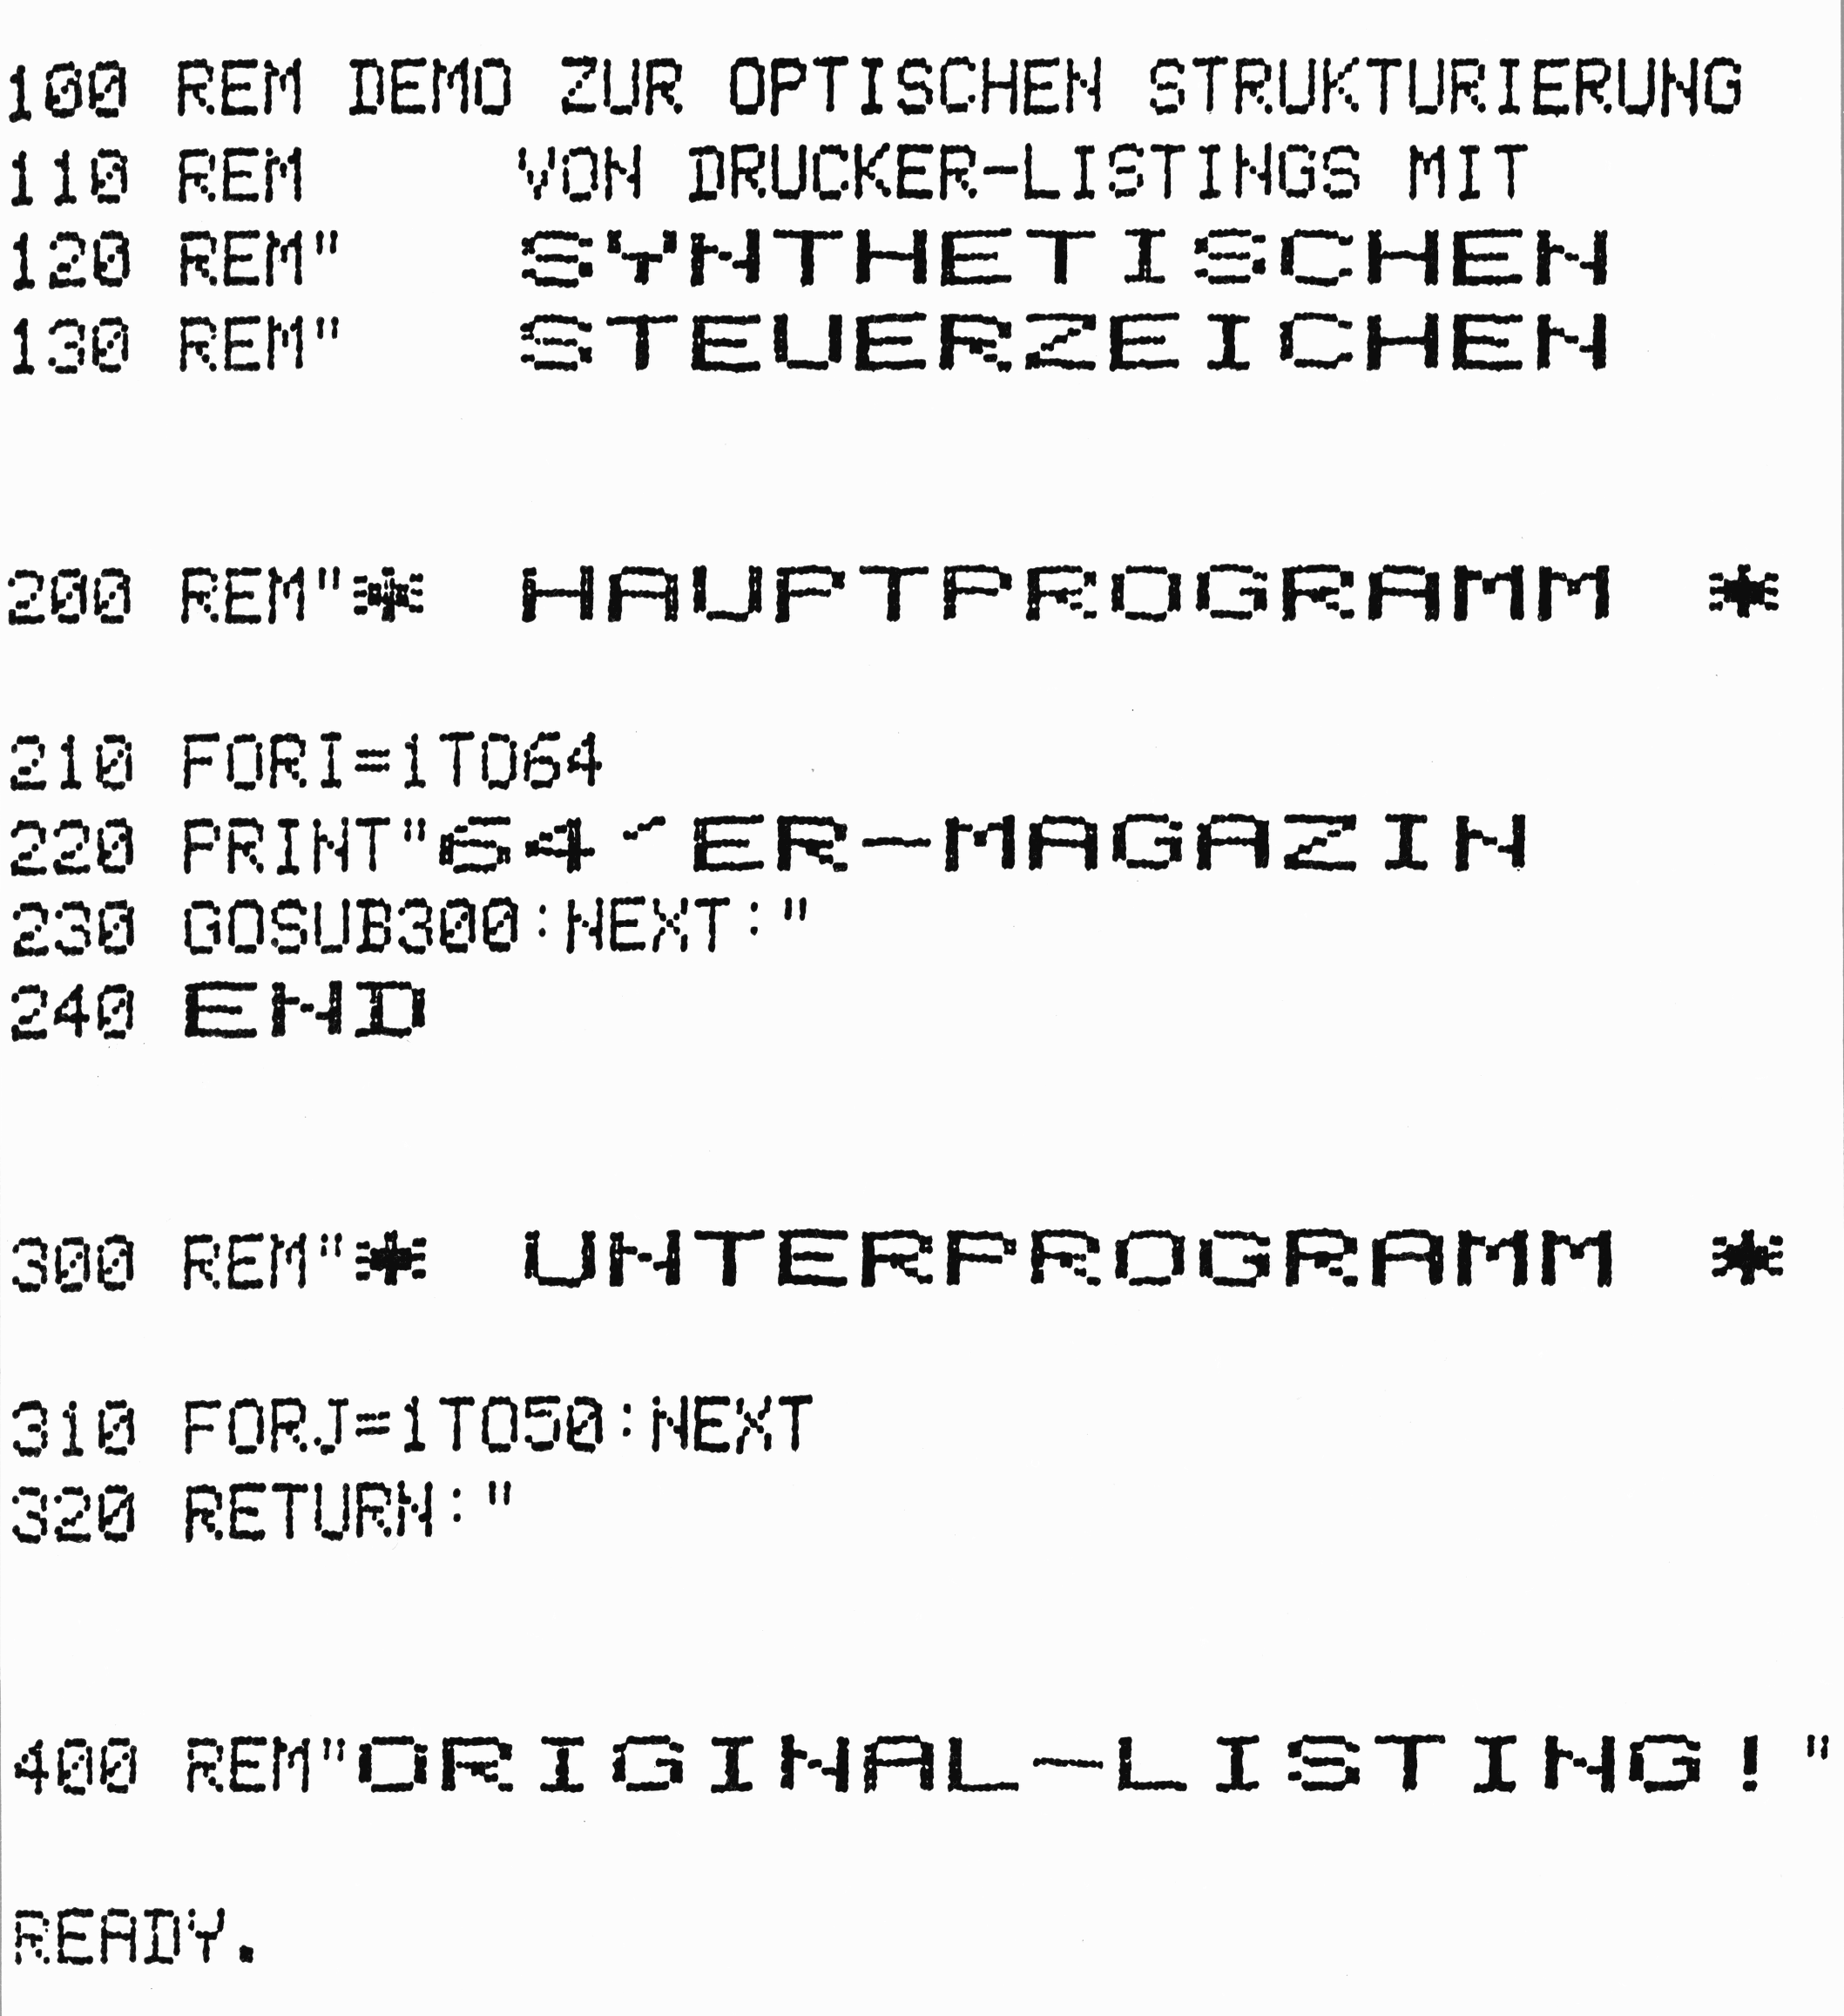 100 REM DEMO ZUR OPTISCHEN STRUKTURIERUNG
110 REM     VON DRUCKER-LISTINGS MIT
120 REM"    SYNTHETISCHEN
130 REM"    STEUERZEICHEN
200 REM"* HAUPTPROGRAMM *
210 FORI=1TO64
220 PRINT"64´ER-MAGAZIN
230 GOSUB300:NEXT:"
240 END
300 REM"* UNTERPROGRAMM *
310 FORJ=1TO50:NEXT
320 RETURN:"
400 REM"ORIGINAL-LISTING!"
READY.